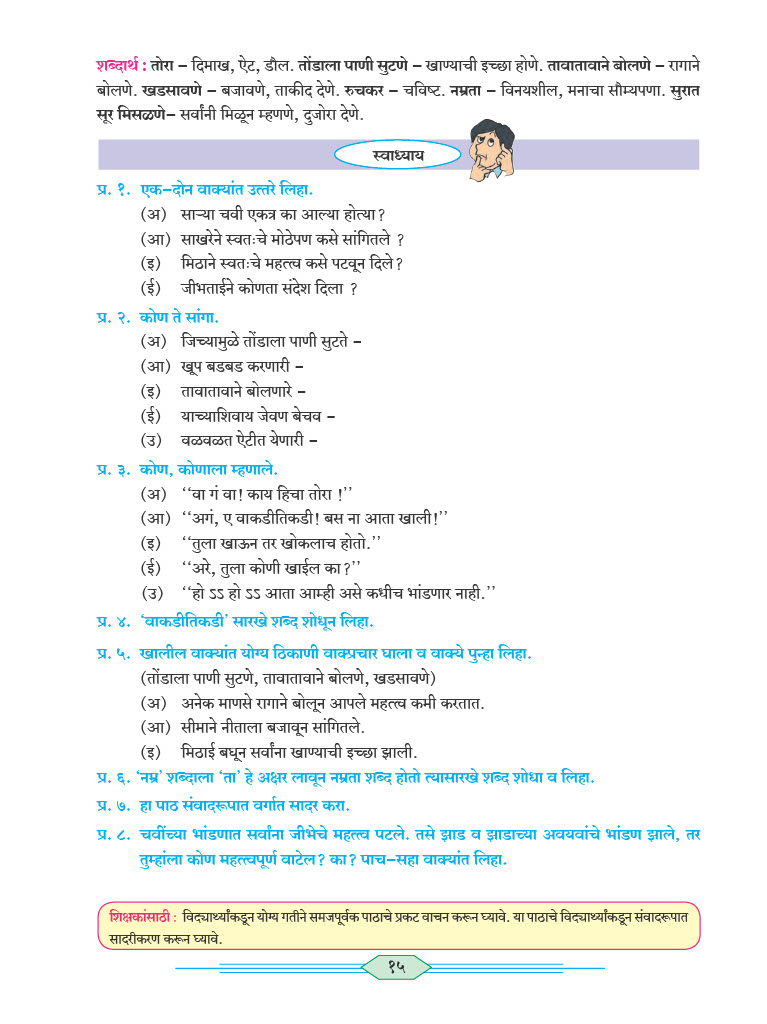 शब्दार्थ : तोरा – दिमाख, ऐट, डौल. तोंडाला पाणी सुटणे – खाण्याची इच्छा होणे. तावातावाने बोलणे – रागाने
बोलणे. खडसावणे – बजावणे, ताकीद देणे. रुचकर – चविष्ट. नम्रता – विनयशील, मनाचा सौम्यपणा. सुरात
सूर मिसळणे– सर्वांनी मिळून म्हणणे, दुजोरा देणे.
स्वाध्याय
प्र. १. एक-दोन वाक्यांत उत्तरे लिहा.
(अ) साऱ्या चवी एकत्र का आल्या होत्या?
(आ) साखरेने स्वतःचे मोठेपण कसे सांगितले ?
(इ) मिठाने स्वतःचे महत्त्व कसे पटवून दिले?
(ई) जीभताईने कोणता संदेश दिला ?
प्र. २. कोण ते सांगा.
(अ) जिच्यामुळे तोंडाला पाणी सुटते –
(आ) खूप बडबड करणारी –
(इ) तावातावाने बोलणारे –
(ई) याच्याशिवाय जेवण बेचव –
(उ) वळवळत ऐटीत येणारी –
प्र. ३. कोण, कोणाला म्हणाले.
(अ) ‘‘वा गं वा! काय हिचा तोरा !’’
(आ) ‘‘अगं, ए वाकडीतिकडी! बस ना आता खाली!’’
(इ) ‘‘तुला खाऊन तर खोकलाच होतो.’’
(ई) ‘‘अरे, तुला कोणी खाईल का?’’
(उ) ‘‘हो ऽऽ हो ऽऽ आता आम्ही असे कधीच भांडणार नाही.’’
प्र. ४. ‘वाकडीतिकडी’ सारखे शब्द शोधून लिहा.
प्र. ५. खालील वाक्यांत योग्य ठिकाणी वाक्प्रचार घाला व वाक्ये पुन्हा लिहा.
(तोंडाला पाणी सुटणे, तावातावाने बोलणे, खडसावणे)
(अ) अनेक माणसे रागाने बोलून आपले महत्त्व कमी करतात.
(आ) सीमाने नीताला बजावून सांगितले.
(इ) मिठाई बघून सर्वांना खाण्याची इच्छा झाली.
प्र. ६. ‘नम्र’ शब्दाला ‘ता’ हे अक्षर लावून नम्रता शब्द होतो त्यासारखे शब्द शोधा व लिहा.
प्र. ७. हा पाठ संवादरूपात वर्गात सादर करा.
प्र. ८. चवींच्या भांडणात सर्वांना जीभेचे महत्त्व पटले. तसे झाड व झाडाच्या अवयवांचे भांडण झाले, तर
तुम्हांला कोण महत्त्वपूर्ण वाटेल? का? पाच-सहा वाक्यांत लिहा.
शिक्षकांसाठी : विद्यार्थ्यांकडून योग्य गतीने समजपूर्वक पाठाचे प्रकट वाचन करून घ्यावे. या पाठाचे विद्यार्थ्यांकडून संवादरूपात
सादरीकरण करून घ्यावे.
१५